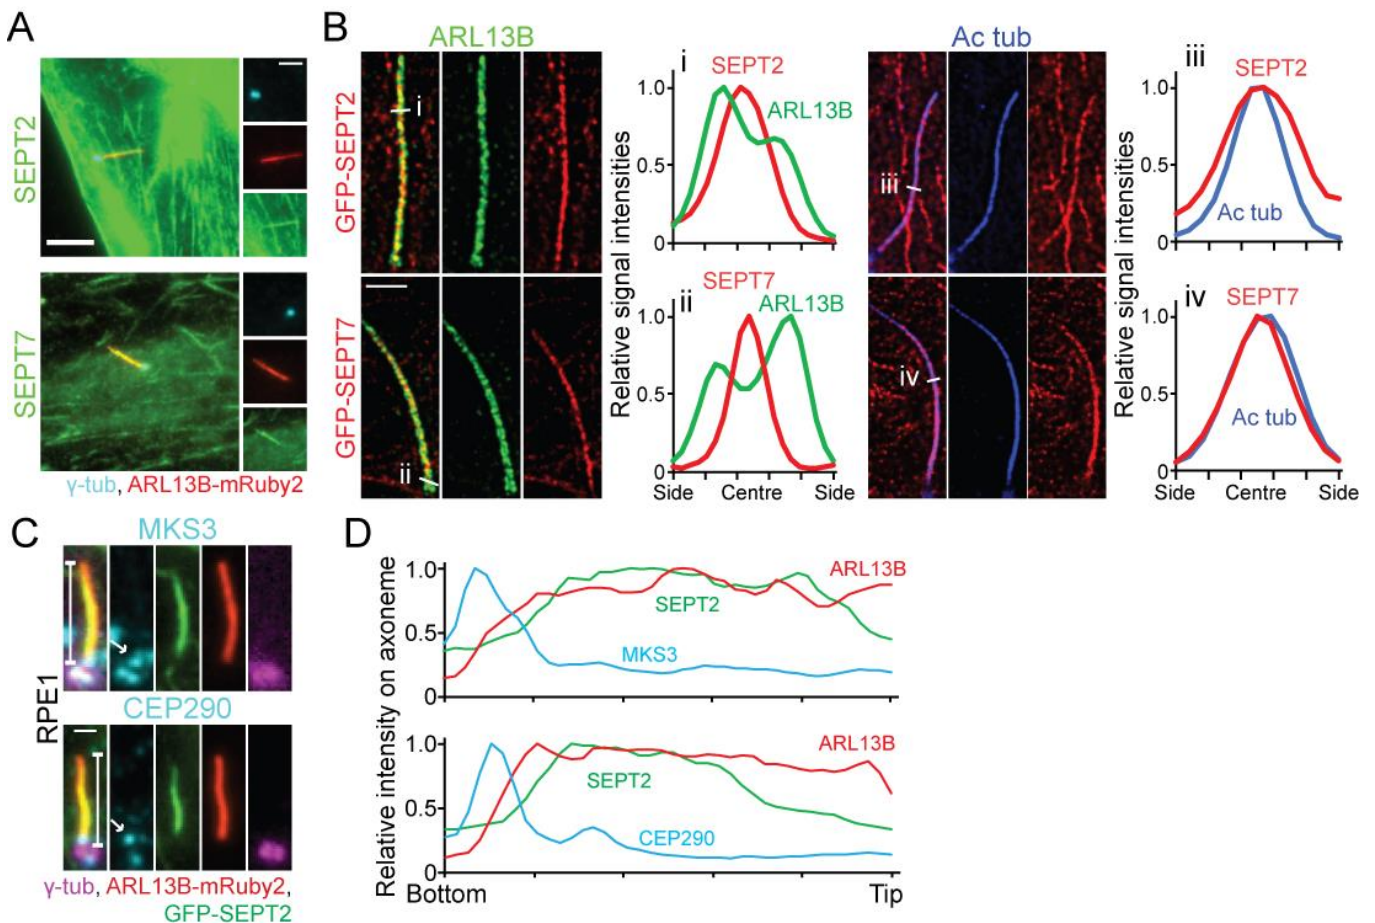 A
SEPT2
SEPT7
γ-tub, ARL13B-mRuby2
B
ARL13B
Ac tub
GFP-SEPT2
GFP-SEPT7
i
ii
iii
iv
Relative signal intensities
i
SEPT2
ARL13B
1.0
0.5
0
ii
SEPT7
ARL13B
1.0
0.5
0
Side Centre Side
Relative signal intensities
iii
SEPT2
Ac tub
1.0
0.5
0
iv
SEPT7
Ac tub
1.0
0.5
0
Side Centre Side
C
MKS3
CEP290
RPE1
γ-tub, ARL13B-mRuby2,
GFP-SEPT2
D
Relative intensity on axoneme
1.0
0.5
0
ARL13B
SEPT2
MKS3
1.0
0.5
0
ARL13B
SEPT2
CEP290
Bottom Tip